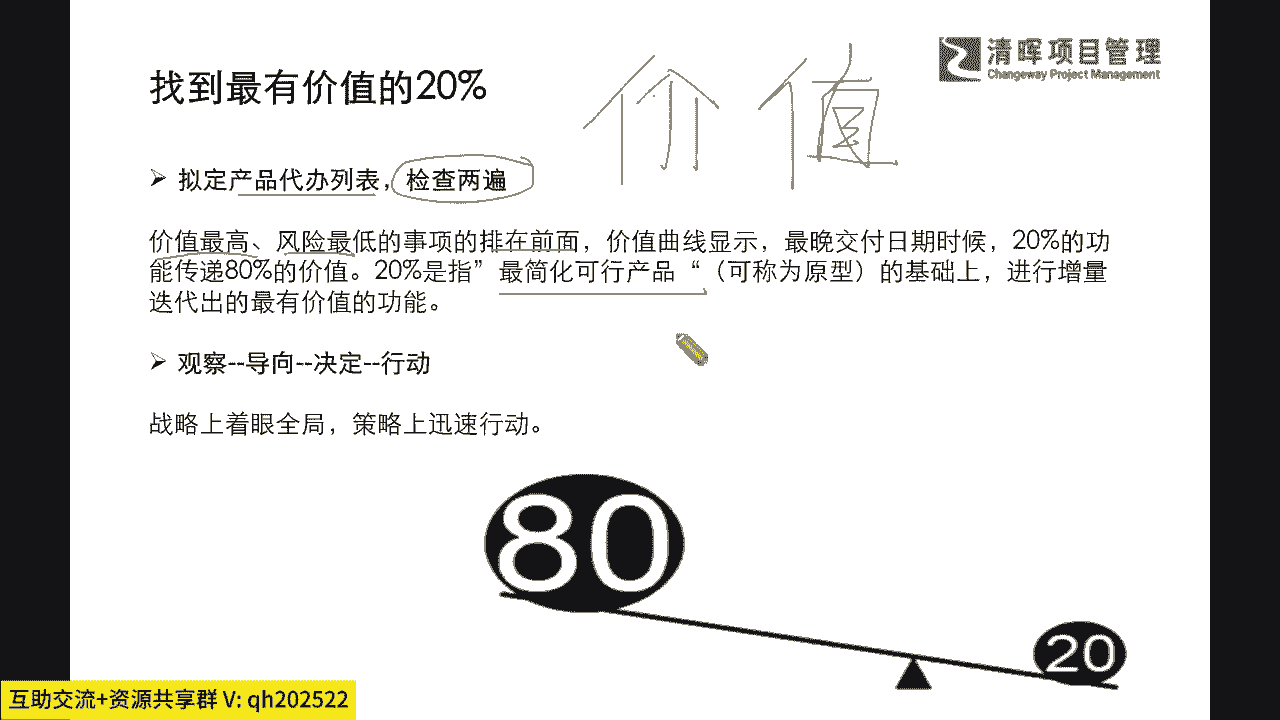 清晖项目管理
Changeway Project Management
找到最有价值的20%
价值
➢ 拟定产品代办列表，检查两遍
价值最高、风险最低的事项的排在前面，价值曲线显示，最晚交付日期时候，20%的功
能传递80%的价值。20%是指”最简化可行产品“（可称为原型）的基础上，进行增量
迭代出的最有价值的功能。
➢ 观察--导向--决定--行动
战略上着眼全局，策略上迅速行动。
80
20
互助交流+资源共享群 V: qh202522